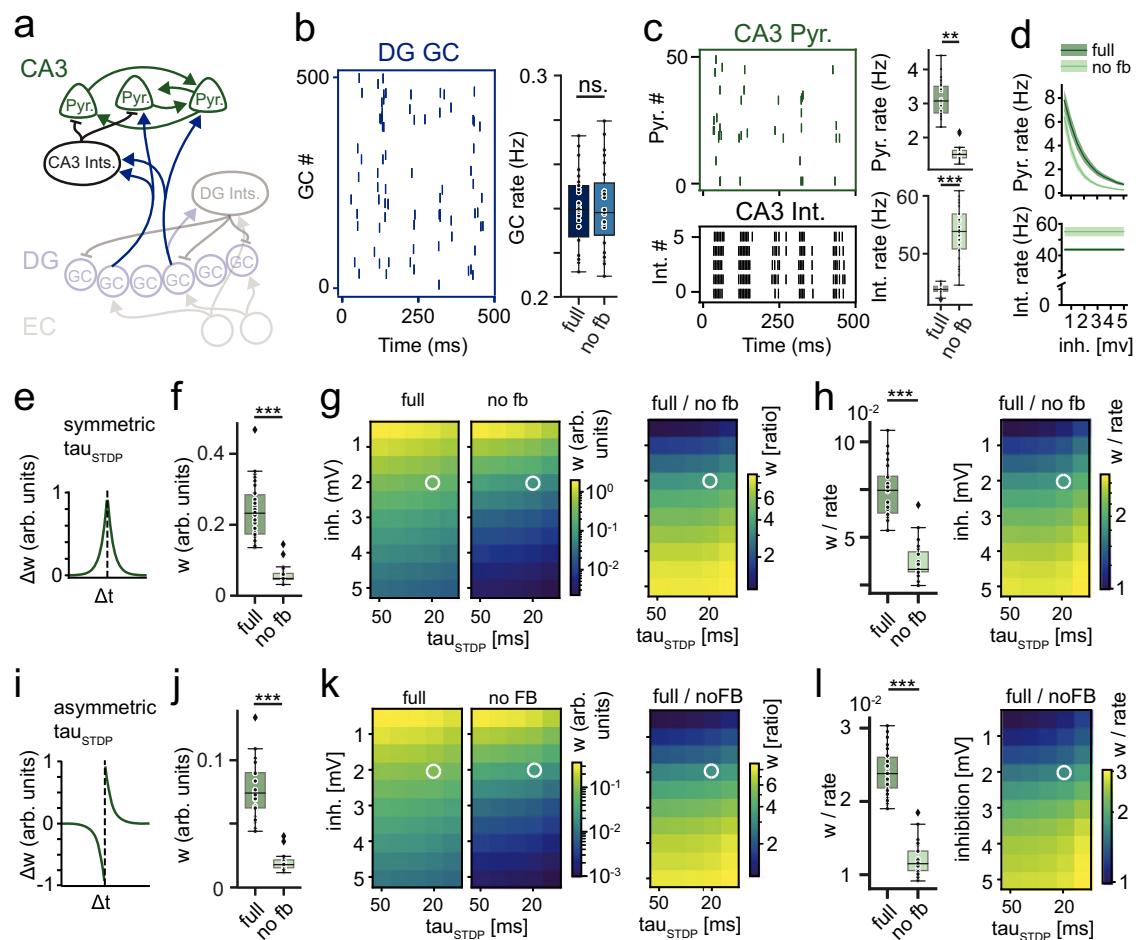 a
CA3
Pyr.
Pyr.
Pyr.
CA3 Ints.
DG Ints.
DG
GC
GC
GC
GC
GC
GC
EC
b
DG GC
500
GC #
0
0
500
Time (ms)
0.3
ns.
GC rate (Hz)
0.2
full
no fb
c
CA3 Pyr.
50
Pyr. #
0
CA3 Int.
5
Int. #
0
0
500
Time (ms)
**
4
3
2
Pyr. rate (Hz)
***
60
50
Int. rate (Hz)
full
no fb
d
full
no fb
8
6
4
2
0
Pyr. rate (Hz)
60
40
0
Int. rate (Hz)
1 2 3 4 5
inh. [mv]
e
symmetric
tauSTDP
Δw (arb. units)
1
0
Δt
f
***
w (arb. units)
0.4
0.2
0
full
no fb
g
full
no fb
inh. (mV)
1
2
3
4
5
50
20
50
20
tauSTDP [ms]
w (arb. units)
10⁰
10⁻¹
10⁻²
full / no fb
50
20
tauSTDP [ms]
w [ratio]
6
4
2
h
10⁻²
***
w / rate
10
5
full
no fb
full / no fb
inh. [mV]
1
2
3
4
5
50
20
tauSTDP [ms]
w / rate
2
1
i
asymmetric
tauSTDP
Δw (arb. units)
1
0
-1
Δt
j
***
w (arb. units)
0.1
0
full
no fb
k
full
no FB
inh. [mV]
1
2
3
4
5
50
20
50
20
tauSTDP [ms]
w (arb. units)
10⁻¹
10⁻²
10⁻³
full / noFB
50
20
tauSTDP [ms]
w [ratio]
6
4
2
l
10⁻²
***
w / rate
3
2
1
full
no fb
full / noFB
inhibition [mV]
1
2
3
4
5
50
20
tauSTDP [ms]
w / rate
3
2
1